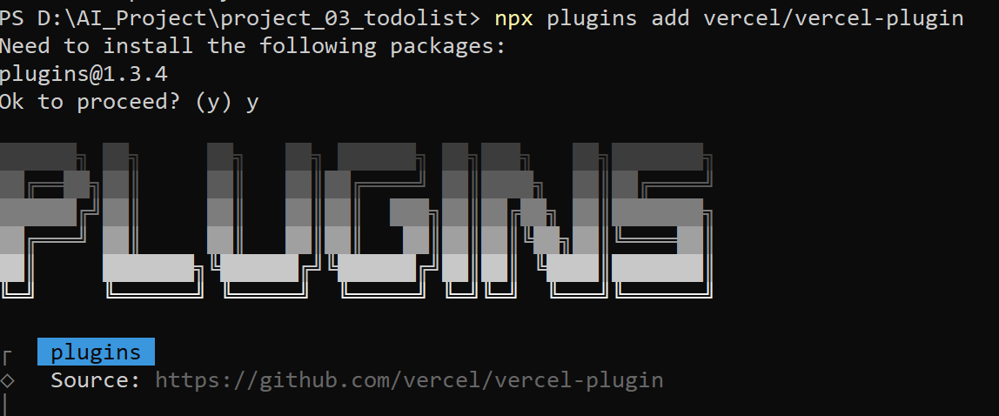 PS D:\AI_Project\project_03_todolist> npx plugins add vercel/vercel-plugin
Need to install the following packages:
plugins@1.3.4
Ok to proceed? (y) y
PLUGINS
plugins
Source: https://github.com/vercel/vercel-plugin